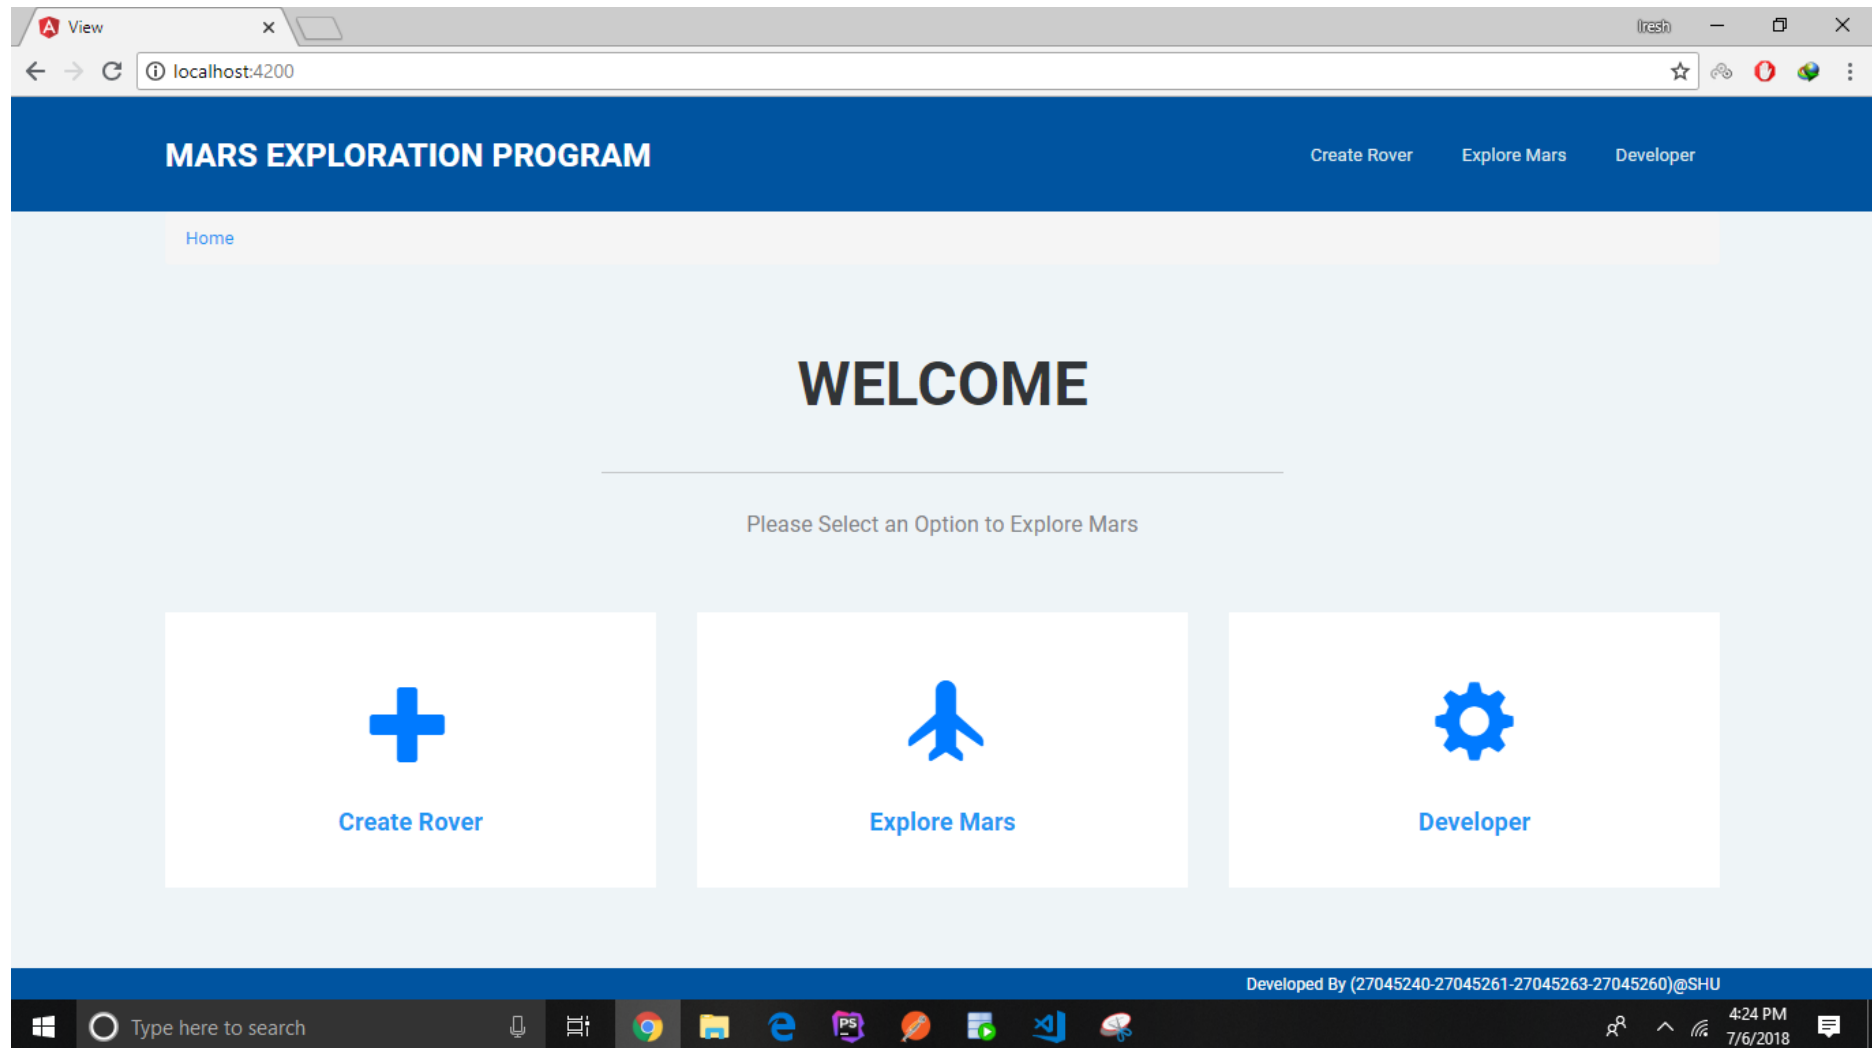 View
Iresh
localhost:4200
MARS EXPLORATION PROGRAM
Create Rover
Explore Mars
Developer
Home
WELCOME
Please Select an Option to Explore Mars
Create Rover
Explore Mars
Developer
Developed By (27045240-27045261-27045263-27045260)@SHU
Type here to search
PS
4:24 PM
7/6/2018